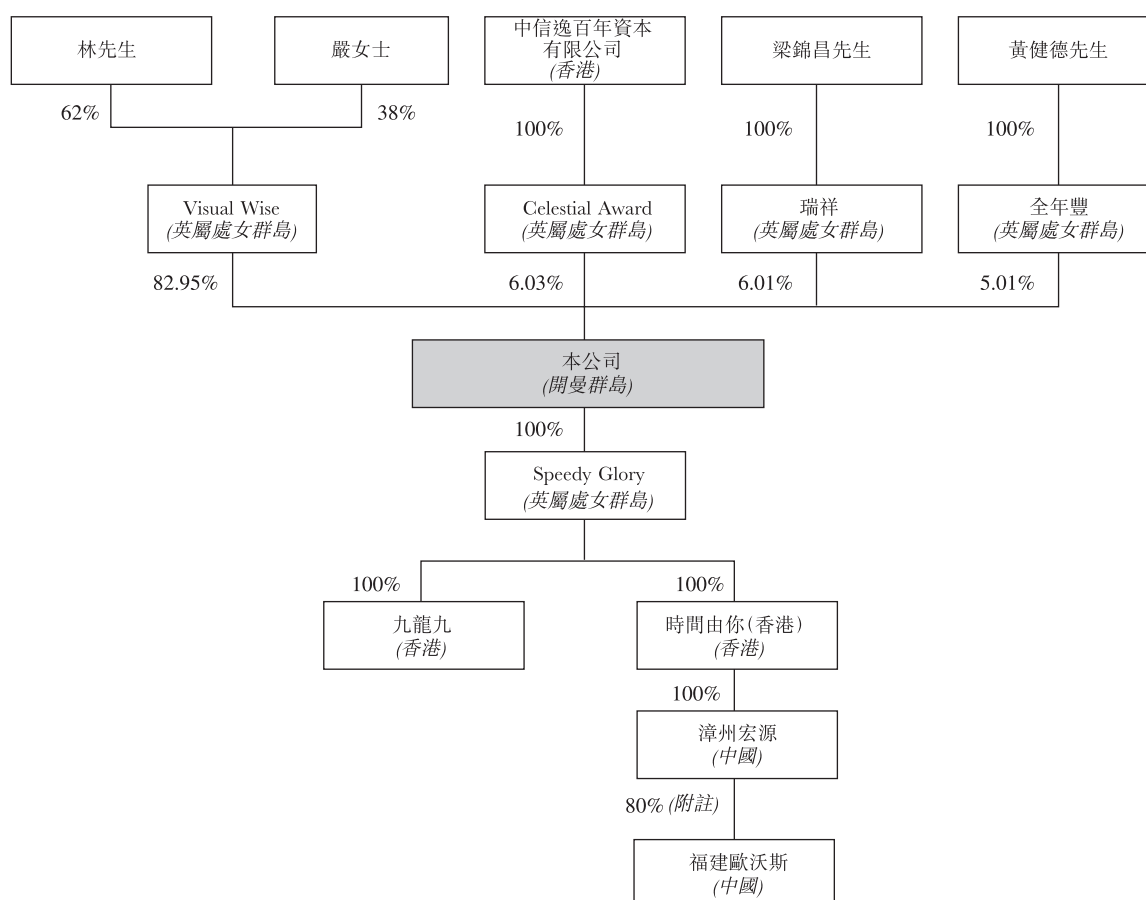 林先生
嚴女士
中信逸百年資本
有限公司
(香港)
梁錦昌先生
黃健德先生
62%
38%
100%
100%
100%
Visual Wise
(英屬處女群島)
Celestial Award
(英屬處女群島)
瑞祥
(英屬處女群島)
全年豐
(英屬處女群島)
82.95%
6.03%
6.01%
5.01%
本公司
(開曼群島)
100%
Speedy Glory
(英屬處女群島)
100%
100%
九龍九
(香港)
時間由你(香港)
(香港)
100%
漳州宏源
(中國)
80% (附註)
福建歐沃斯
(中國)